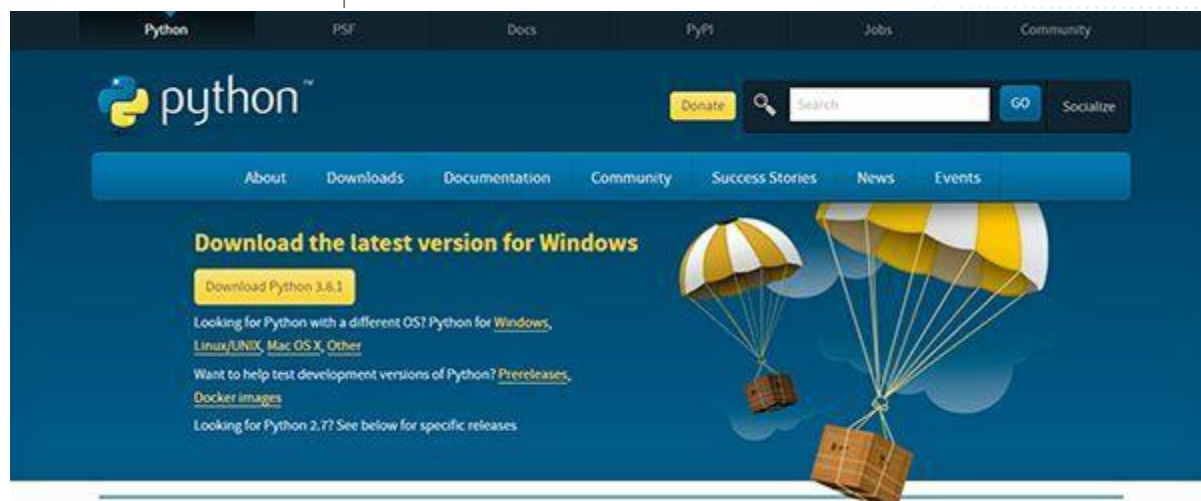 Python PSF Docs PyPI Jobs Community
python™
Donate Search GO Socialize
About Downloads Documentation Community Success Stories News Events
Download the latest version for Windows
Download Python 3.8.1
Looking for Python with a different OS? Python for Windows,
Linux/UNIX, Mac OS X, Other
Want to help test development versions of Python? Prereleases,
Docker images
Looking for Python 2.7? See below for specific releases